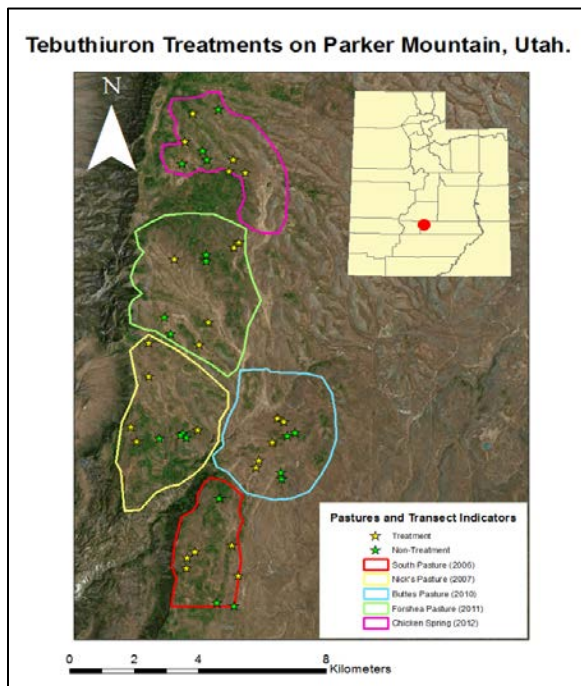 Tebuthiuron Treatments on Parker Mountain, Utah.
N
Pastures and Transect Indicators
Treatment
Non-Treatment
South Pasture (2006)
Nick's Pasture (2007)
Buttes Pasture (2010)
Forshea Pasture (2011)
Chicken Spring (2012)
0 2 4 8
Kilometers